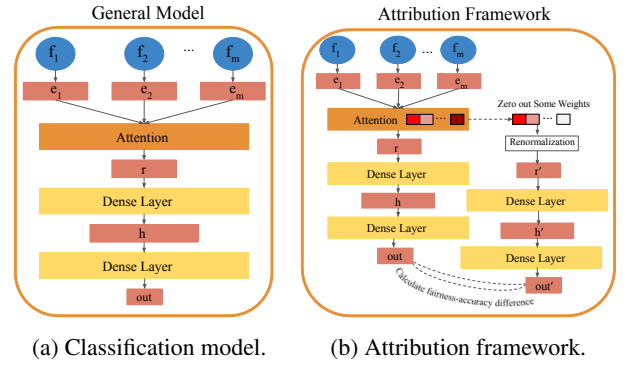 General Model
f1 f2 ... fm
e1 e2 em
Attention
r
Dense Layer
h
Dense Layer
out
(a) Classification model.
Attribution Framework
f1 f2 ... fm
e1 e2 em
Zero out Some Weights
Attention ... ...
Renormalization
r r'
Dense Layer
Dense Layer
h h'
Dense Layer
Dense Layer
out
out'
Calculate fairness-accuracy difference
(b) Attribution framework.